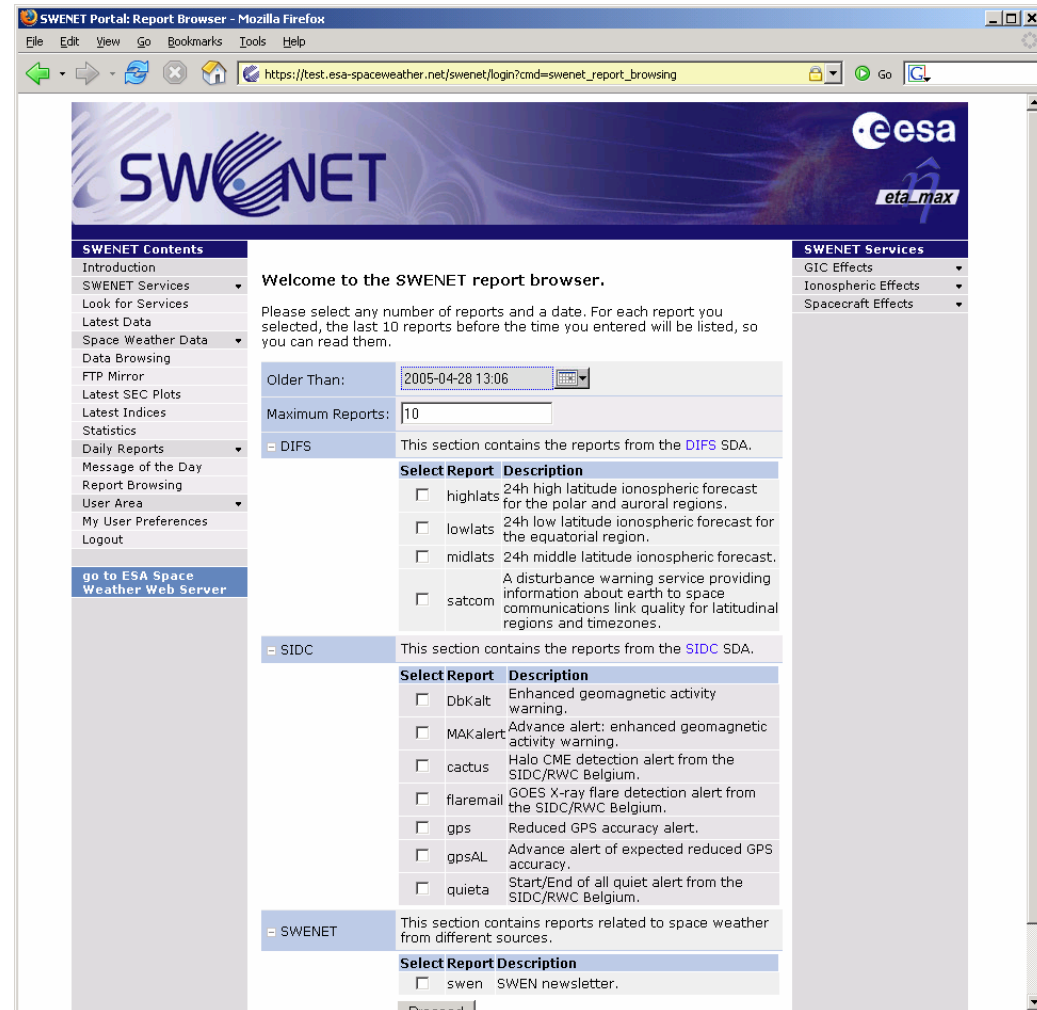 SWENET Portal: Report Browser - Mozilla Firefox
File Edit View Go Bookmarks Tools Help
https://test.esa-spaceweather.net/swenet/login?cmd=swenet_report_browsing
Go
G
SWENET
esa
eta_max
η
SWENET Contents
Introduction
SWENET Services
Look for Services
Latest Data
Space Weather Data
Data Browsing
FTP Mirror
Latest SEC Plots
Latest Indices
Statistics
Daily Reports
Message of the Day
Report Browsing
User Area
My User Preferences
Logout
go to ESA Space
Weather Web Server
Welcome to the SWENET report browser.
Please select any number of reports and a date. For each report you
selected, the last 10 reports before the time you entered will be listed, so
you can read them.
Older Than: 2005-04-28 13:06
Maximum Reports: 10
DIFS This section contains the reports from the DIFS SDA.
Select Report Description
highlats 24h high latitude ionospheric forecast
for the polar and auroral regions.
lowlats 24h low latitude ionospheric forecast for
the equatorial region.
midlats 24h middle latitude ionospheric forecast.
satcom A disturbance warning service providing
information about earth to space
communications link quality for latitudinal
regions and timezones.
SIDC This section contains the reports from the SIDC SDA.
Select Report Description
DbKalt Enhanced geomagnetic activity
warning.
MAKalert Advance alert: enhanced geomagnetic
activity warning.
cactus Halo CME detection alert from the
SIDC/RWC Belgium.
flaremail GOES X-ray flare detection alert from
the SIDC/RWC Belgium.
gps Reduced GPS accuracy alert.
gpsAL Advance alert of expected reduced GPS
accuracy.
quieta Start/End of all quiet alert from the
SIDC/RWC Belgium.
SWENET This section contains reports related to space weather
from different sources.
Select Report Description
swen SWEN newsletter.
Proceed
SWENET Services
GIC Effects
Ionospheric Effects
Spacecraft Effects